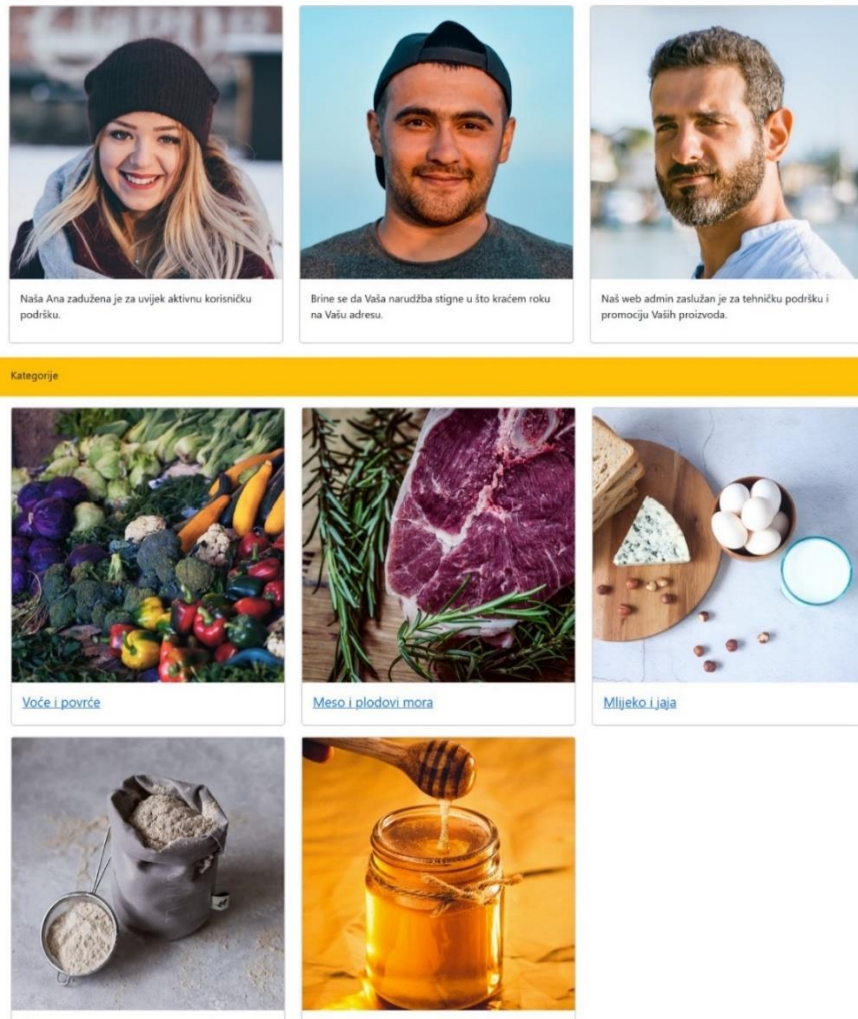 Naša Ana zadužena je za uvijek aktivnu korisničku
podršku.
Brine se da Vaša narudžba stigne u što kraćem roku
na Vašu adresu.
Naš web admin zaslužan je za tehničku podršku i
promociju Vaših proizvoda.
Kategorije
Voće i povrće
Meso i plodovi mora
Mlijeko i jaja